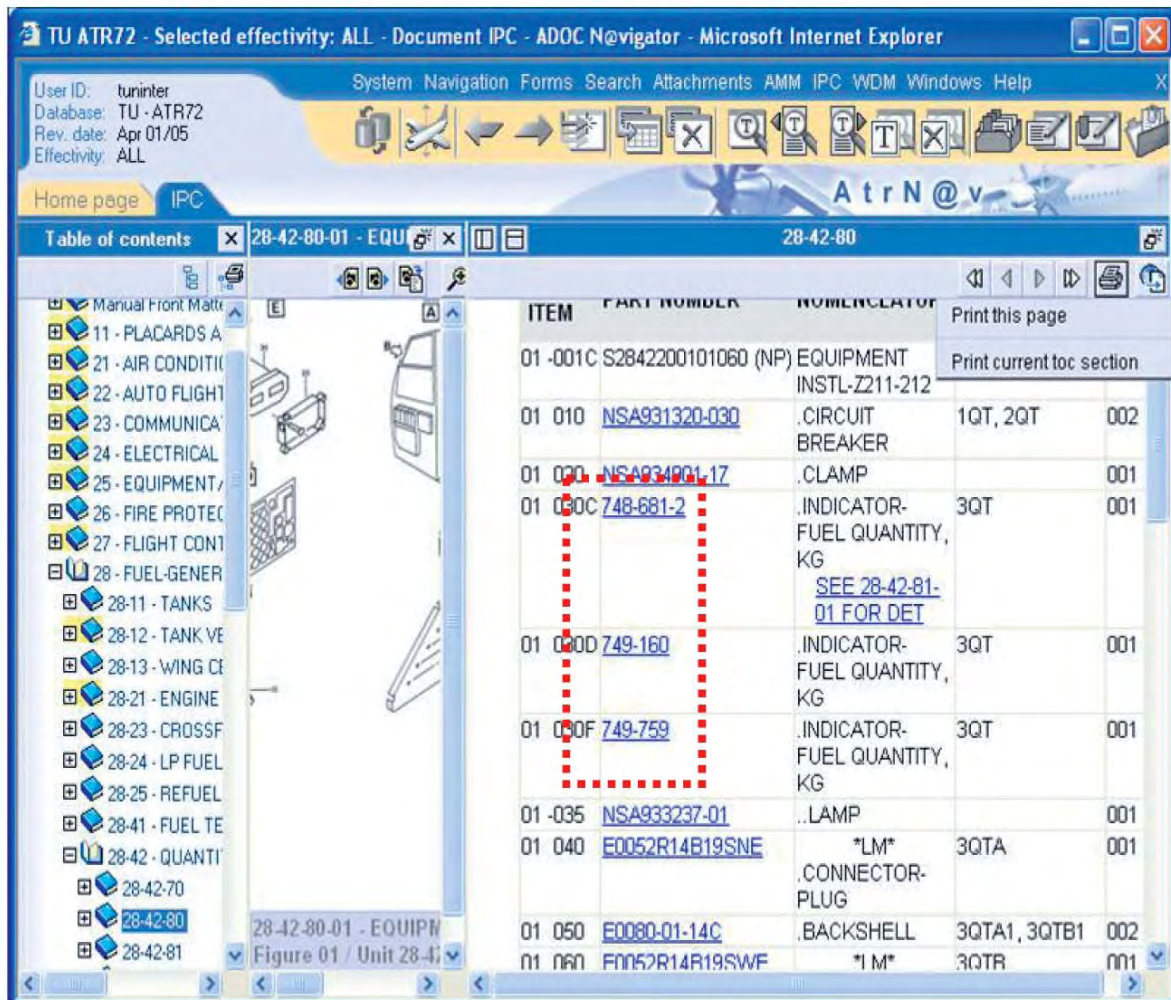 TU ATR72 - Selected effectivity: ALL - Document IPC - ADOC N@vigator - Microsoft Internet Explorer
User ID: tuninter
Database: TU - ATR72
Rev. date: Apr 01/05
Effectivity: ALL
System Navigation Forms Search Attachments AMM IPC WDM Windows Help X
Home page IPC
AtrN@v
Table of contents
28-42-80-01 - EQUI
28-42-80
Manual Front Matte
11 - PLACARDS A
21 - AIR CONDITI
22 - AUTO FLIGHT
23 - COMMUNICA
24 - ELECTRICAL
25 - EQUIPMENT/
26 - FIRE PROTEC
27 - FLIGHT CONT
28 - FUEL-GENER
28-11 - TANKS
28-12 - TANK VE
28-13 - WING CE
28-21 - ENGINE
28-23 - CROSSF
28-24 - LP FUEL
28-25 - REFUEL
28-41 - FUEL TE
28-42 - QUANTI
28-42-70
28-42-80
28-42-81
E A
28-42-80-01 - EQUIPM
Figure 01 / Unit 28-42
ITEM PART NUMBER NOMENCLATUR
Print this page
Print current toc section
01 -001C S2842200101060 (NP) EQUIPMENT
INSTL-Z211-212
01 010 NSA931320-030 .CIRCUIT 1QT, 2QT 002
BREAKER
01 020 NSA934901-17 .CLAMP 001
01 030C 748-681-2 .INDICATOR- 3QT 001
FUEL QUANTITY,
KG
SEE 28-42-81-
01 FOR DET
01 030D 749-160 .INDICATOR- 3QT 001
FUEL QUANTITY,
KG
01 030F 749-759 .INDICATOR- 3QT 001
FUEL QUANTITY,
KG
01 -035 NSA933237-01 ..LAMP 001
01 040 E0052R14B19SNE *LM* 3QTA 001
.CONNECTOR-
PLUG
01 050 E0080-01-14C .BACKSHELL 3QTA1, 3QTB1 002
01 060 E0052R14B19SWE *LM* 3QTB 001